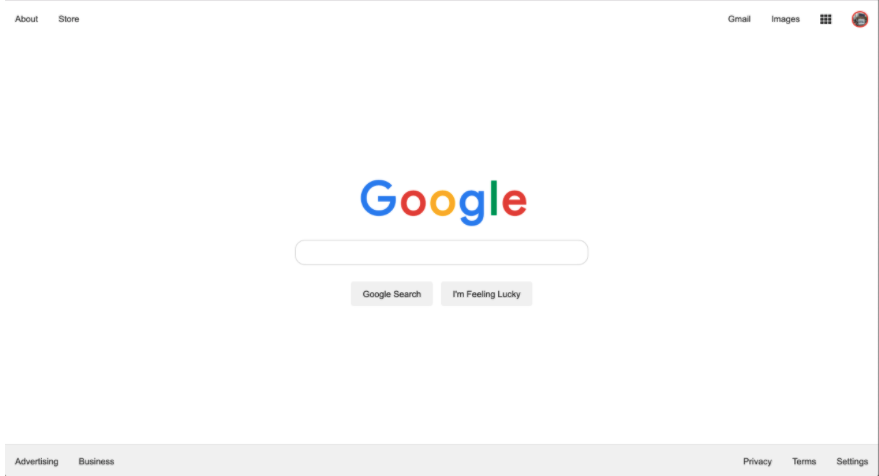 About Store Gmail Images
Google
Google Search I'm Feeling Lucky
Advertising Business Privacy Terms Settings